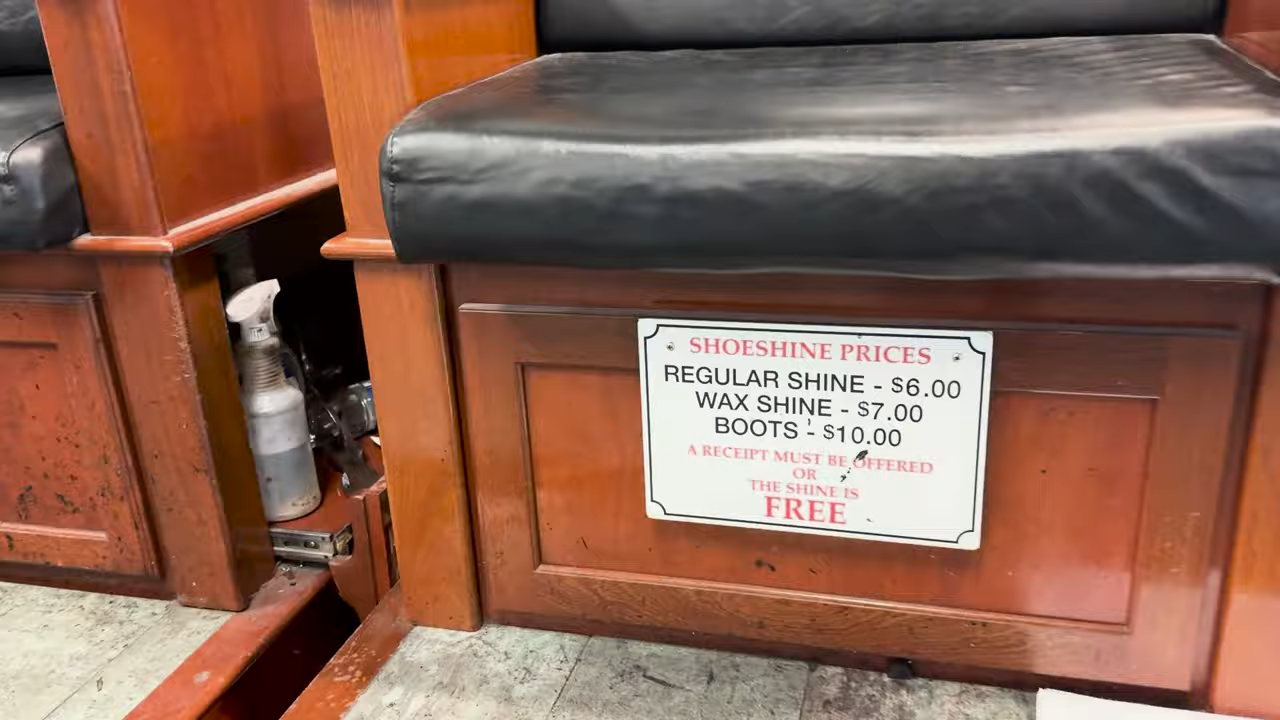 SHOESHINE PRICES
REGULAR SHINE - $6.00
WAX SHINE - $7.00
BOOTS - $10.00
A RECEIPT MUST BE OFFERED
OR
THE SHINE IS
FREE